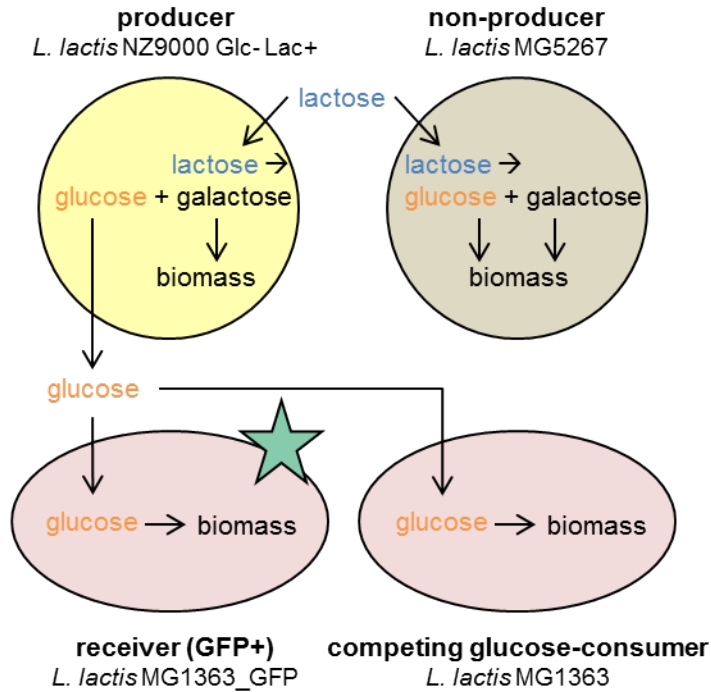 producer
L. lactis NZ9000 Glc- Lac+
non-producer
L. lactis MG5267
lactose
lactose →
glucose + galactose
biomass
lactose →
glucose + galactose
biomass
glucose
glucose → biomass
glucose → biomass
receiver (GFP+)
L. lactis MG1363_GFP
competing glucose-consumer
L. lactis MG1363